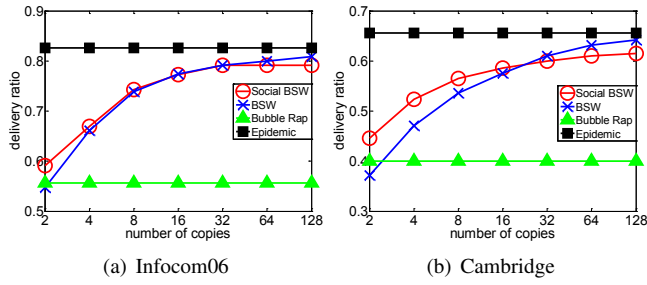 0.9
0.8
0.7
0.6
0.5
delivery ratio
2 4 8 16 32 64 128
number of copies
Social BSW
BSW
Bubble Rap
Epidemic
(a) Infocom06
0.7
0.6
0.5
0.4
0.3
delivery ratio
2 4 8 16 32 64 128
number of copies
Social BSW
BSW
Bubble Rap
Epidemic
(b) Cambridge